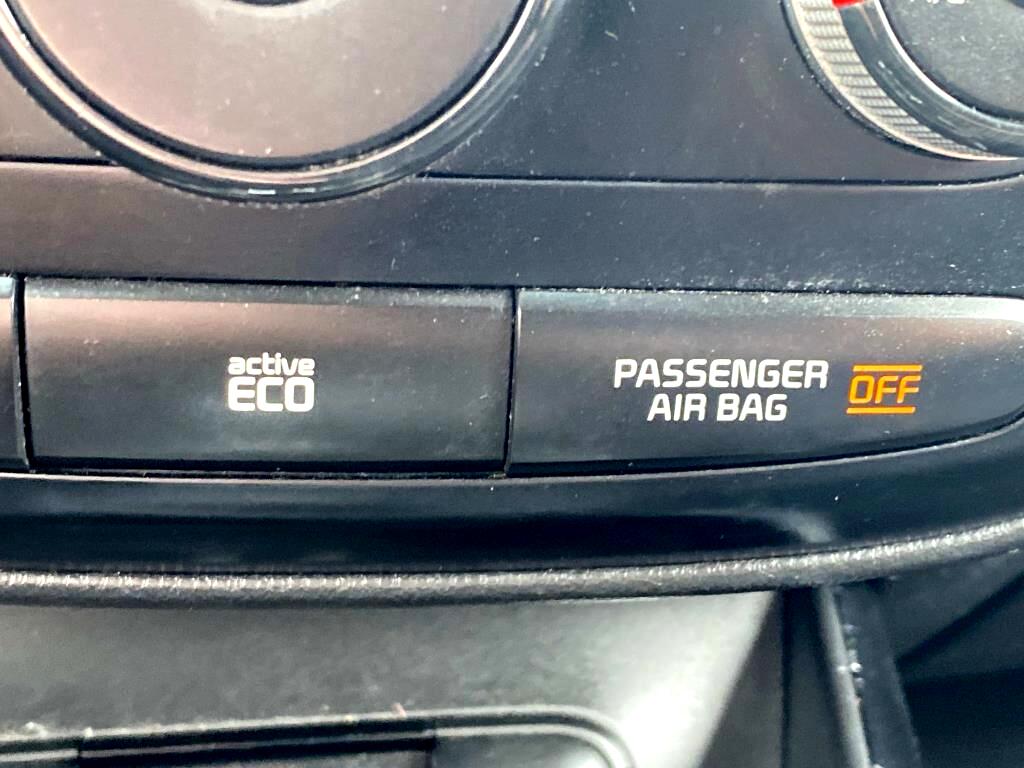 active
ECO
PASSENGER
AIR BAG
OFF